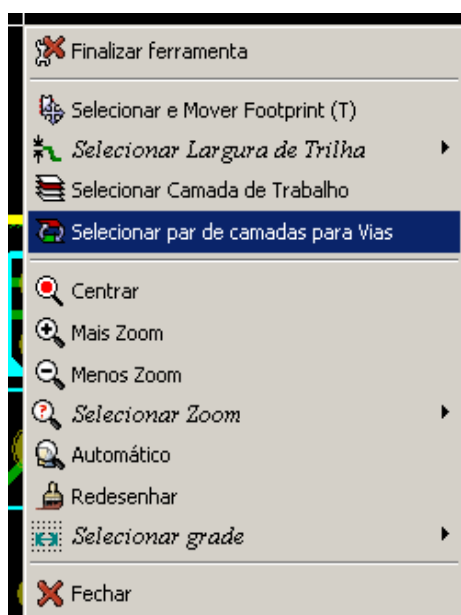 Finalizar ferramenta
Selecionar e Mover Footprint (T)
Selecionar Largura de Trilha
Selecionar Camada de Trabalho
Selecionar par de camadas para Vias
Centrar
Mais Zoom
Menos Zoom
Selecionar Zoom
Automático
Redesenhar
Selecionar grade
Fechar